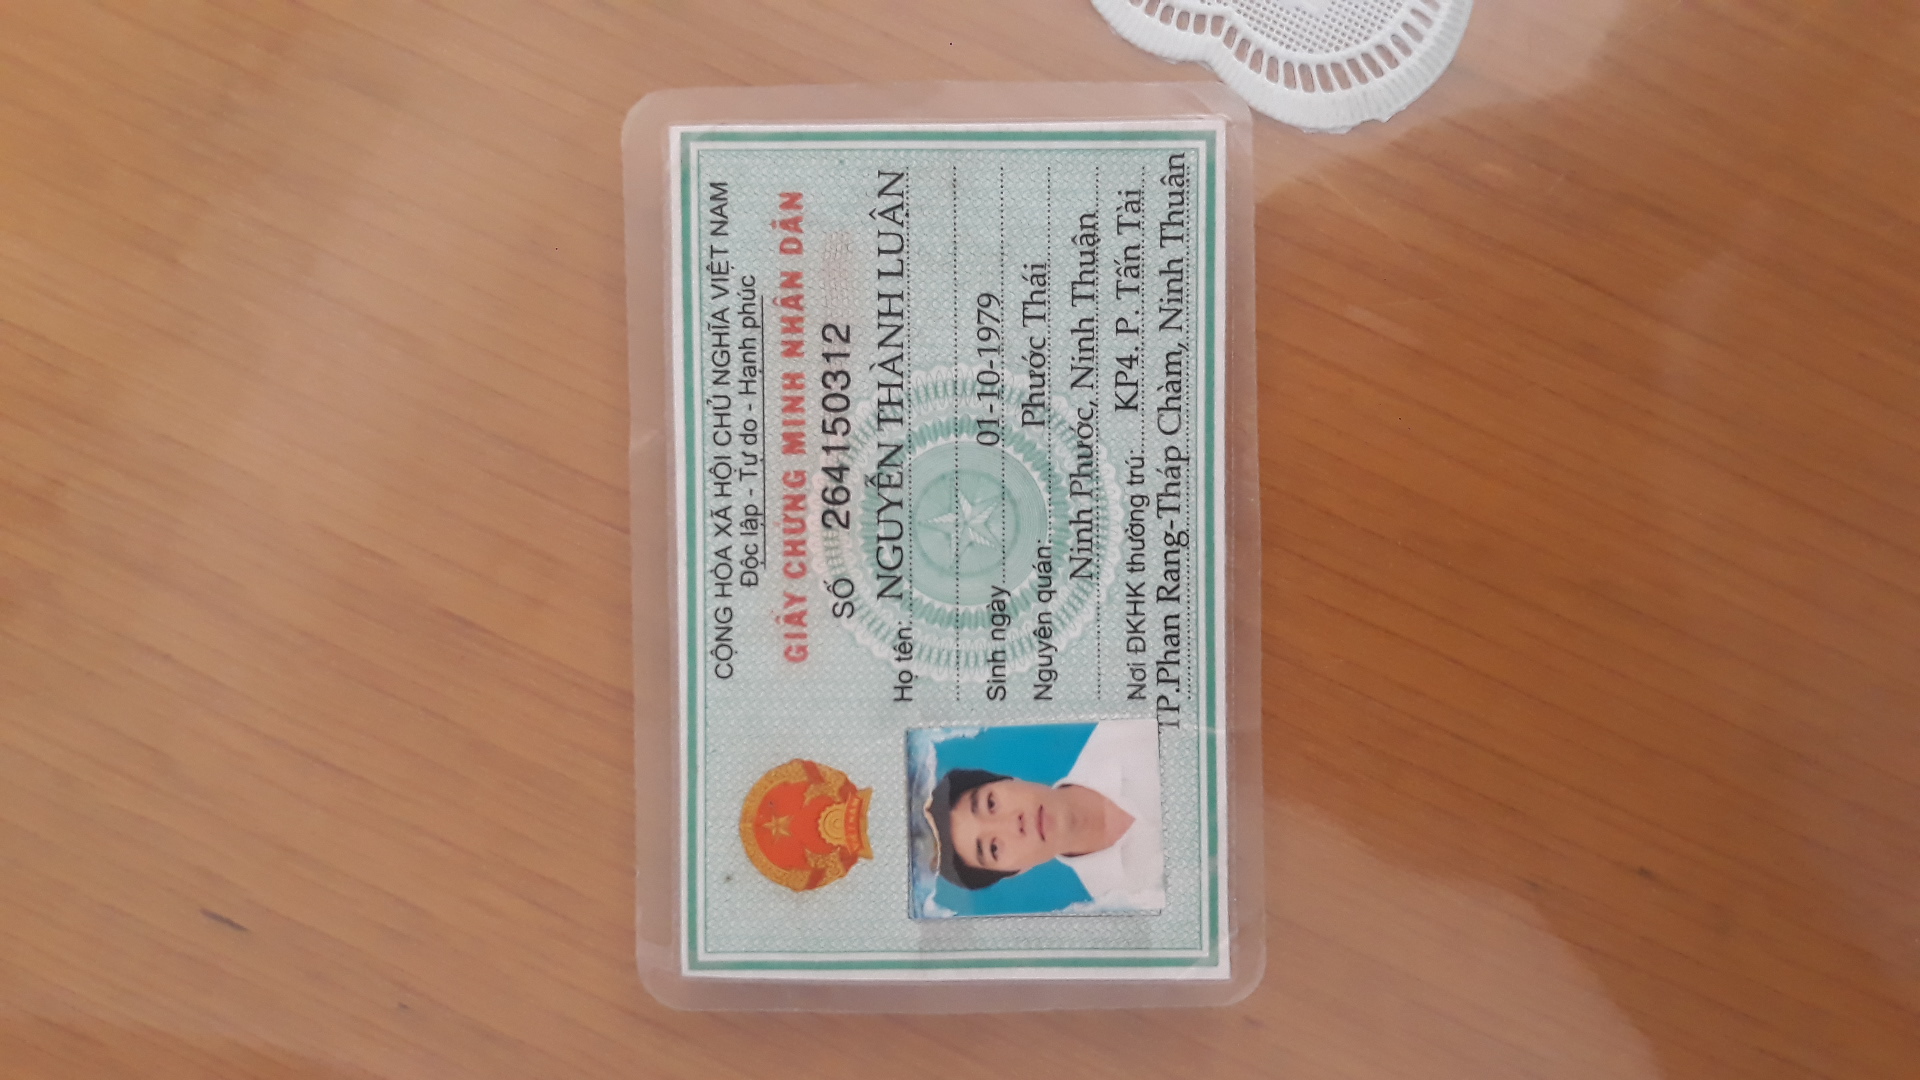 CỘNG HÒA XÃ HỘI CHỦ NGHĨA VIỆT NAM
Độc lập - Tự do - Hạnh phúc
GIẤY CHỨNG MINH NHÂN DÂN
SỐ 264150312
Họ tên: NGUYỄN THÀNH LUẬN
Sinh ngày 01-10-1979
Nguyên quán: Phước Thái
Ninh Phước, Ninh Thuận
Nơi ĐKHK thường trú: KP4. P. Tấn Tài
TP.Phan Rang-Tháp Chàm, Ninh Thuận
VIỆT NAM